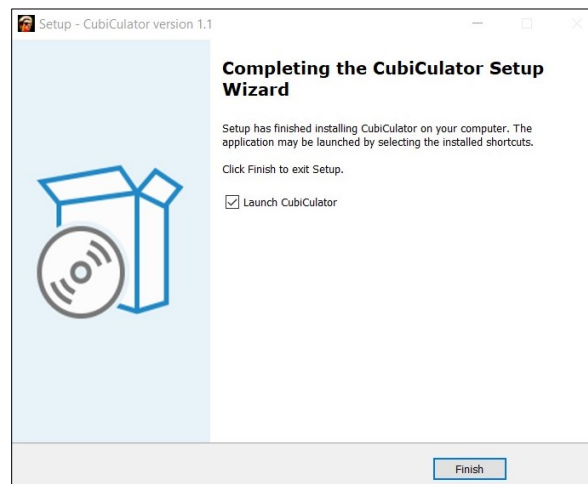 Setup - CubiCulator version 1.1
Completing the CubiCulator Setup
Wizard
Setup has finished installing CubiCulator on your computer. The
application may be launched by selecting the installed shortcuts.
Click Finish to exit Setup.
Launch CubiCulator
Finish